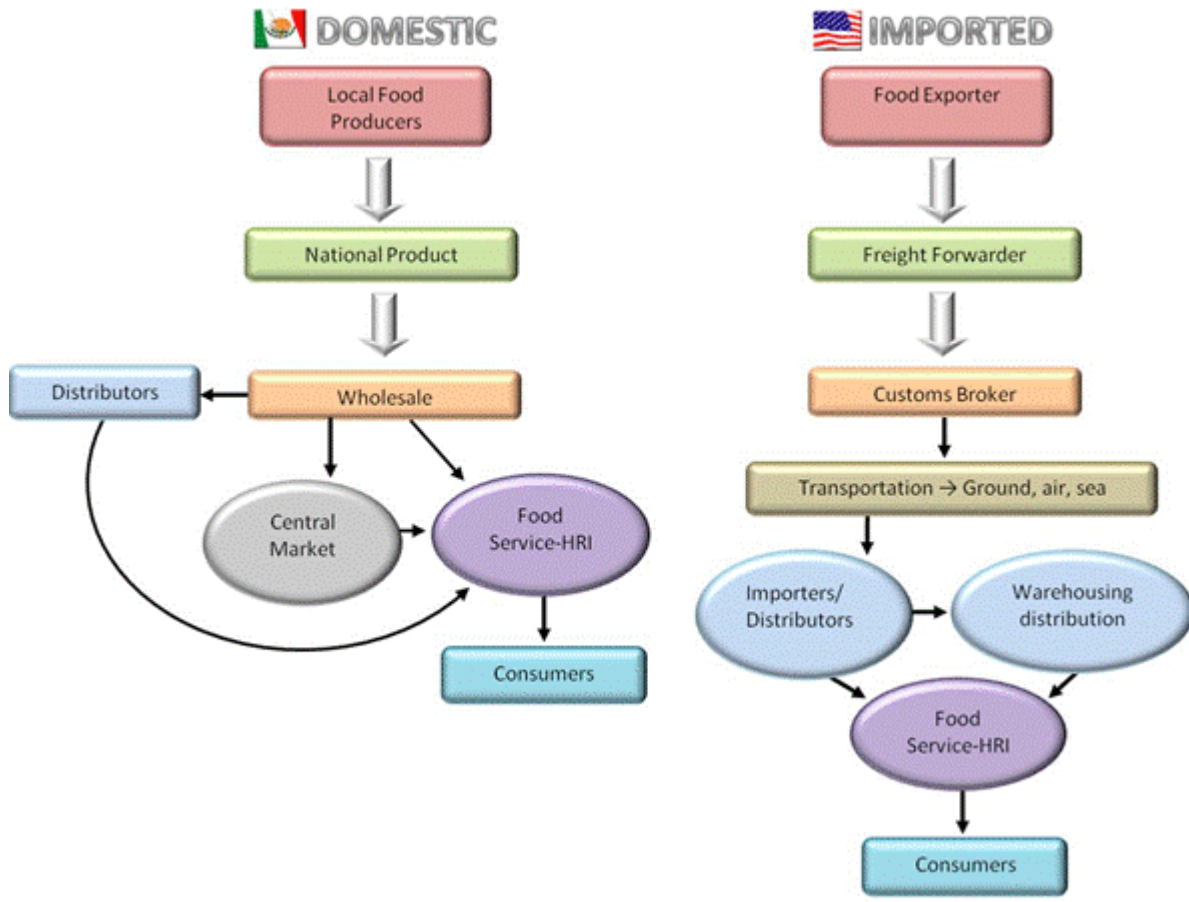 DOMESTIC
Local Food
Producers
National Product
Wholesale
Distributors
Central
Market
Food
Service-HRI
Consumers
IMPORTED
Food Exporter
Freight Forwarder
Customs Broker
Transportation → Ground, air, sea
Importers/
Distributors
Warehousing
distribution
Food
Service-HRI
Consumers